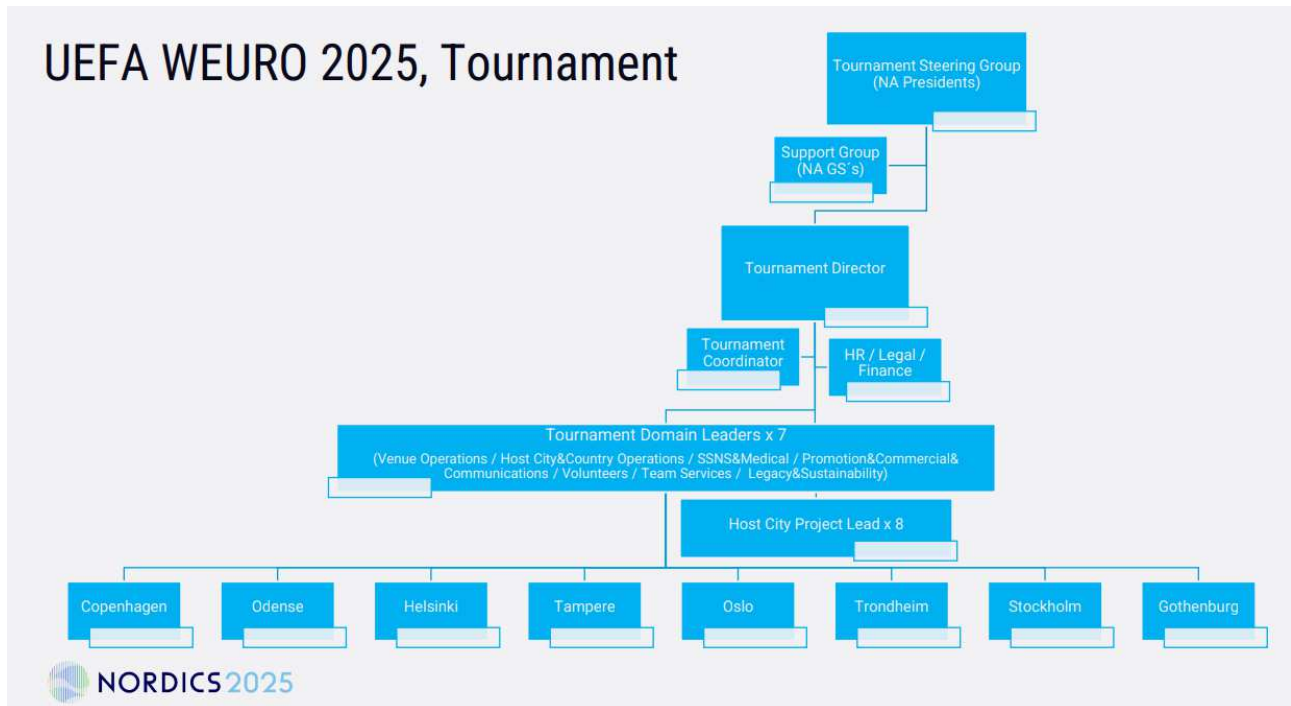 UEFA WEURO 2025, Tournament
Tournament Steering Group
(NA Presidents)
Support Group
(NA GS´s)
Tournament Director
Tournament
Coordinator
HR / Legal /
Finance
Tournament Domain Leaders x 7
(Venue Operations / Host City&Country Operations / SSNS&Medical / Promotion&Commercial&
Communications / Volunteers / Team Services / Legacy&Sustainability)
Host City Project Lead x 8
Copenhagen
Odense
Helsinki
Tampere
Oslo
Trondheim
Stockholm
Gothenburg
NORDICS2025